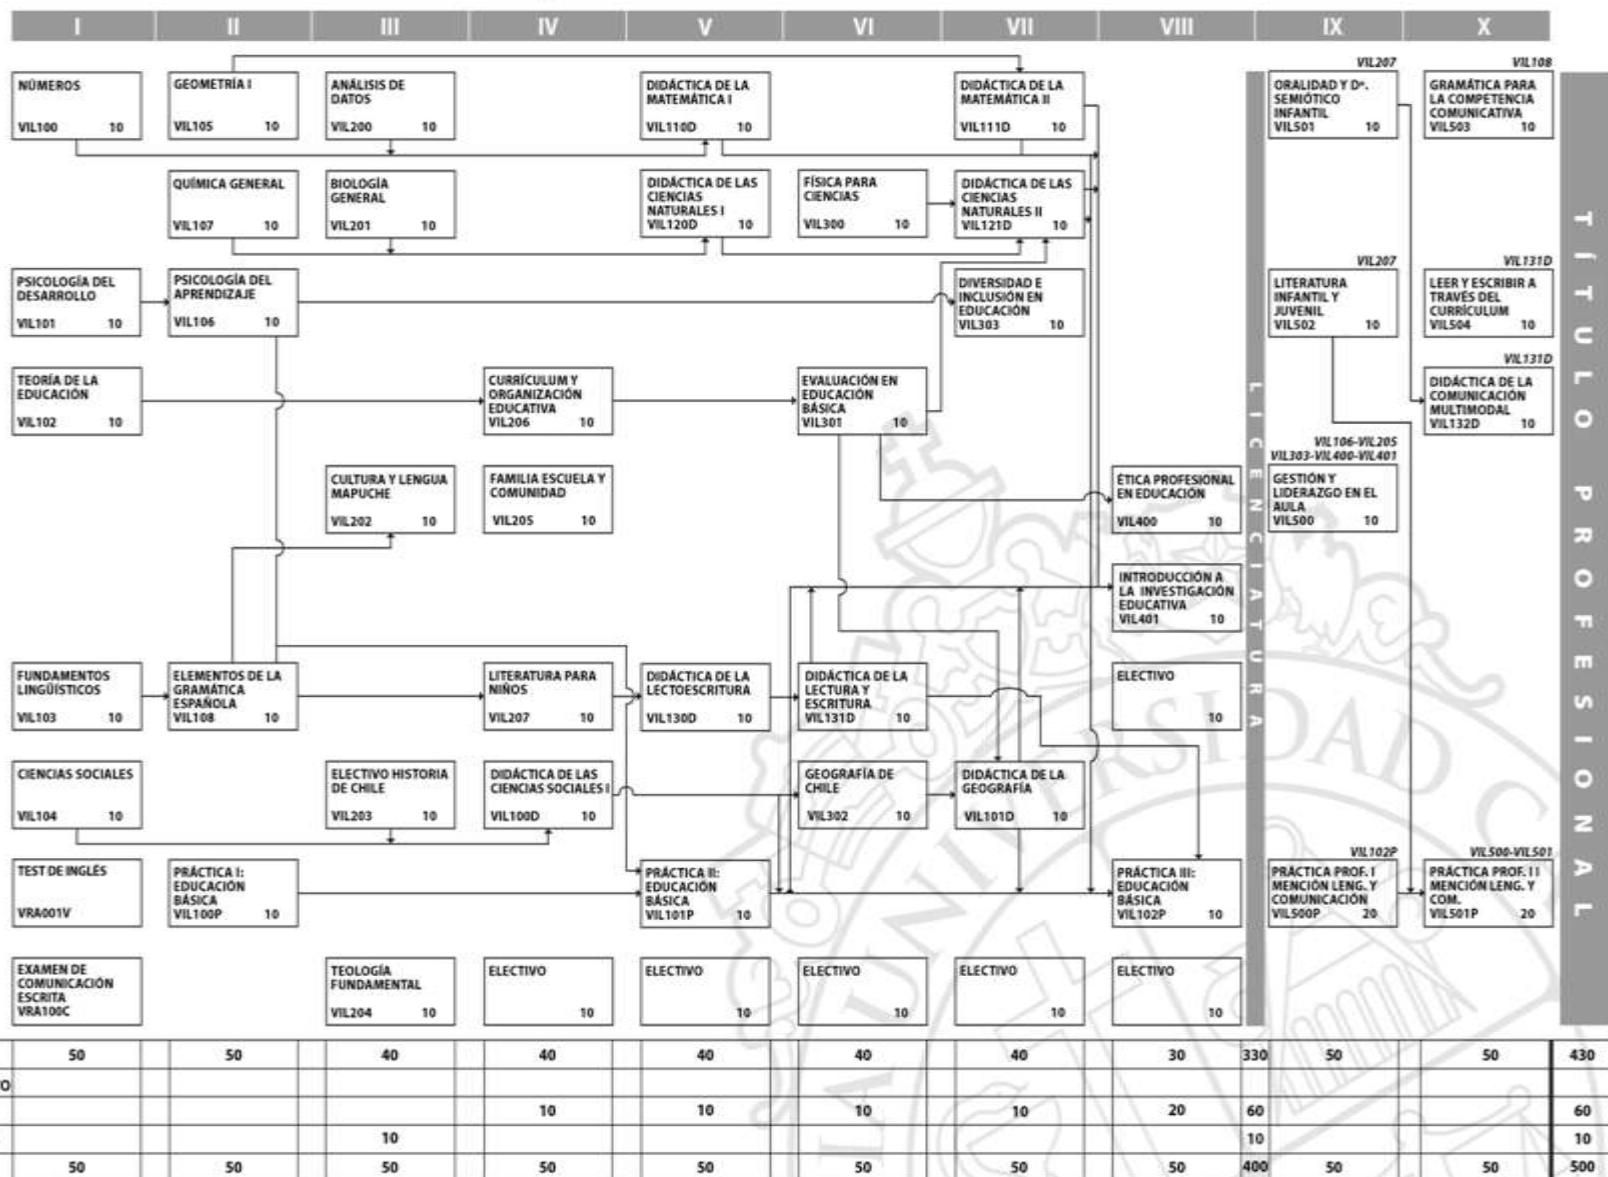 I II III IV V VI VII VIII IX X
NÚMEROS
VIL100 10
GEOMETRÍA I
VIL105 10
ANÁLISIS DE
DATOS
VIL200 10
DIDÁCTICA DE LA
MATEMÁTICA I
VIL110D 10
DIDÁCTICA DE LA
MATEMÁTICA II
VIL111D 10
VIL207
ORALIDAD Y Dº.
SEMIÓTICO
INFANTIL
VIL501 10
VIL108
GRAMÁTICA PARA
LA COMPETENCIA
COMUNICATIVA
VIL503 10
QUÍMICA GENERAL
VIL107 10
BIOLOGÍA
GENERAL
VIL201 10
DIDÁCTICA DE LAS
CIENCIAS
NATURALES I
VIL120D 10
FÍSICA PARA
CIENCIAS
VIL300 10
DIDÁCTICA DE LAS
CIENCIAS
NATURALES II
VIL121D 10
PSICOLOGÍA DEL
DESARROLLO
VIL101 10
PSICOLOGÍA DEL
APRENDIZAJE
VIL106 10
DIVERSIDAD E
INCLUSIÓN EN
EDUCACIÓN
VIL303 10
VIL207
LITERATURA
INFANTIL Y
JUVENIL
VIL502 10
VIL131D
LEER Y ESCRIBIR A
TRAVÉS DEL
CURRÍCULUM
VIL504 10
TEORÍA DE LA
EDUCACIÓN
VIL102 10
CURRÍCULUM Y
ORGANIZACIÓN
EDUCATIVA
VIL206 10
EVALUACIÓN EN
EDUCACIÓN
BÁSICA
VIL301 10
VIL131D
DIDÁCTICA DE LA
COMUNICACIÓN
MULTIMODAL
VIL132D 10
CULTURA Y LENGUA
MAPUCHE
VIL202 10
FAMILIA ESCUELA Y
COMUNIDAD
VIL205 10
ÉTICA PROFESIONAL
EN EDUCACIÓN
VIL400 10
VIL106-VIL205
VIL303-VIL400-VIL401
GESTIÓN Y
LIDERAZGO EN EL
AULA
VIL500 10
INTRODUCCIÓN A
LA INVESTIGACIÓN
EDUCATIVA
VIL401 10
FUNDAMENTOS
LINGÜÍSTICOS
VIL103 10
ELEMENTOS DE LA
GRAMÁTICA
ESPAÑOLA
VIL108 10
LITERATURA PARA
NIÑOS
VIL207 10
DIDÁCTICA DE LA
LECTOESCRITURA
VIL130D 10
DIDÁCTICA DE LA
LECTURA Y
ESCRITURA
VIL131D 10
ELECTIVO
10
CIENCIAS SOCIALES
VIL104 10
ELECTIVO HISTORIA
DE CHILE
VIL203 10
DIDÁCTICA DE LAS
CIENCIAS SOCIALES I
VIL100D 10
GEOGRAFÍA DE
CHILE
VIL302 10
DIDÁCTICA DE LA
GEOGRAFÍA
VIL101D 10
TEST DE INGLÉS
VRA001V
PRÁCTICA I:
EDUCACIÓN
BÁSICA
VIL100P 10
PRÁCTICA II:
EDUCACIÓN
BÁSICA
VIL101P 10
PRÁCTICA III:
EDUCACIÓN
BÁSICA
VIL102P 10
VIL102P
PRÁCTICA PROF. I
MENCIÓN LENG. Y
COMUNICACIÓN
VIL500P 20
VIL500-VIL501
PRÁCTICA PROF. II
MENCIÓN LENG. Y
COM.
VIL501P 20
EXAMEN DE
COMUNICACIÓN
ESCRITA
VRA100C
TEOLOGÍA
FUNDAMENTAL
VIL204 10
ELECTIVO
10
ELECTIVO
10
ELECTIVO
10
ELECTIVO
10
ELECTIVO
10
LICENCIATURA
TÍTULO PROFESIONAL
50 50 40 40 40 40 40 30 330 50 50 430
O
10 10 10 10 20 60 60
10 10 10
50 50 50 50 50 50 50 50 400 50 50 500